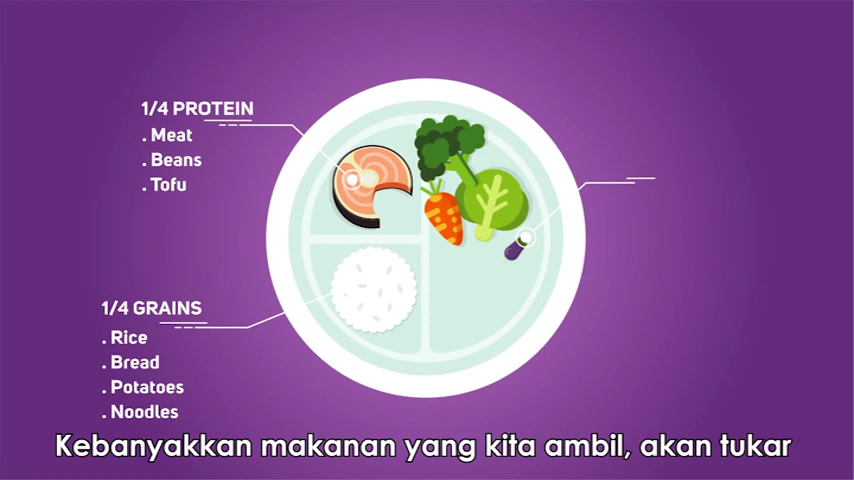 1/4 PROTEIN
. Meat
. Beans
. Tofu
1/4 GRAINS
. Rice
. Bread
. Potatoes
. Noodles
Kebanyakkan makanan yang kita ambil, akan tukar